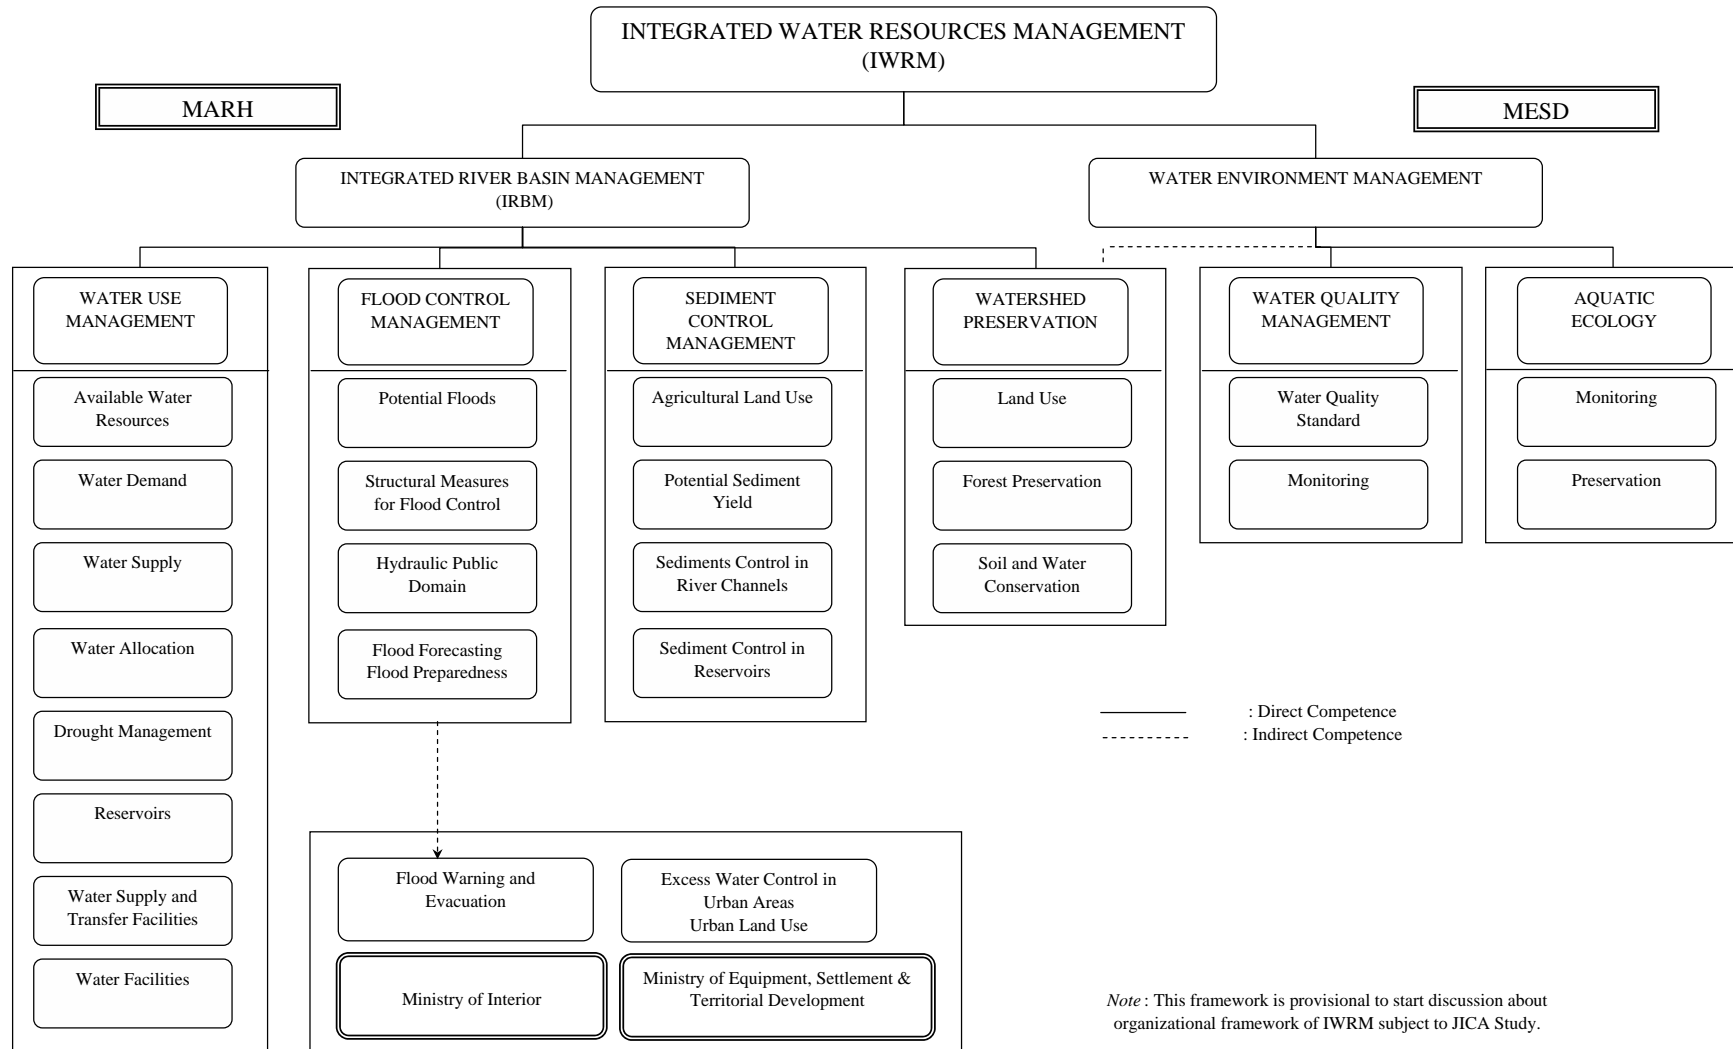 INTEGRATED WATER RESOURCES MANAGEMENT
(IWRM)
MARH
MESD
INTEGRATED RIVER BASIN MANAGEMENT
(IRBM)
WATER ENVIRONMENT MANAGEMENT
WATER USE
MANAGEMENT
Available Water
Resources
Water Demand
Water Supply
Water Allocation
Drought Management
Reservoirs
Water Supply and
Transfer Facilities
Water Facilities
FLOOD CONTROL
MANAGEMENT
Potential Floods
Structural Measures
for Flood Control
Hydraulic Public
Domain
Flood Forecasting
Flood Preparedness
SEDIMENT
CONTROL
MANAGEMENT
Agricultural Land Use
Potential Sediment
Yield
Sediments Control in
River Channels
Sediment Control in
Reservoirs
WATERSHED
PRESERVATION
Land Use
Forest Preservation
Soil and Water
Conservation
WATER QUALITY
MANAGEMENT
Water Quality
Standard
Monitoring
AQUATIC
ECOLOGY
Monitoring
Preservation
: Direct Competence
: Indirect Competence
Flood Warning and
Evacuation
Excess Water Control in
Urban Areas
Urban Land Use
Ministry of Interior
Ministry of Equipment, Settlement &
Territorial Development
Note : This framework is provisional to start discussion about
organizational framework of IWRM subject to JICA Study.